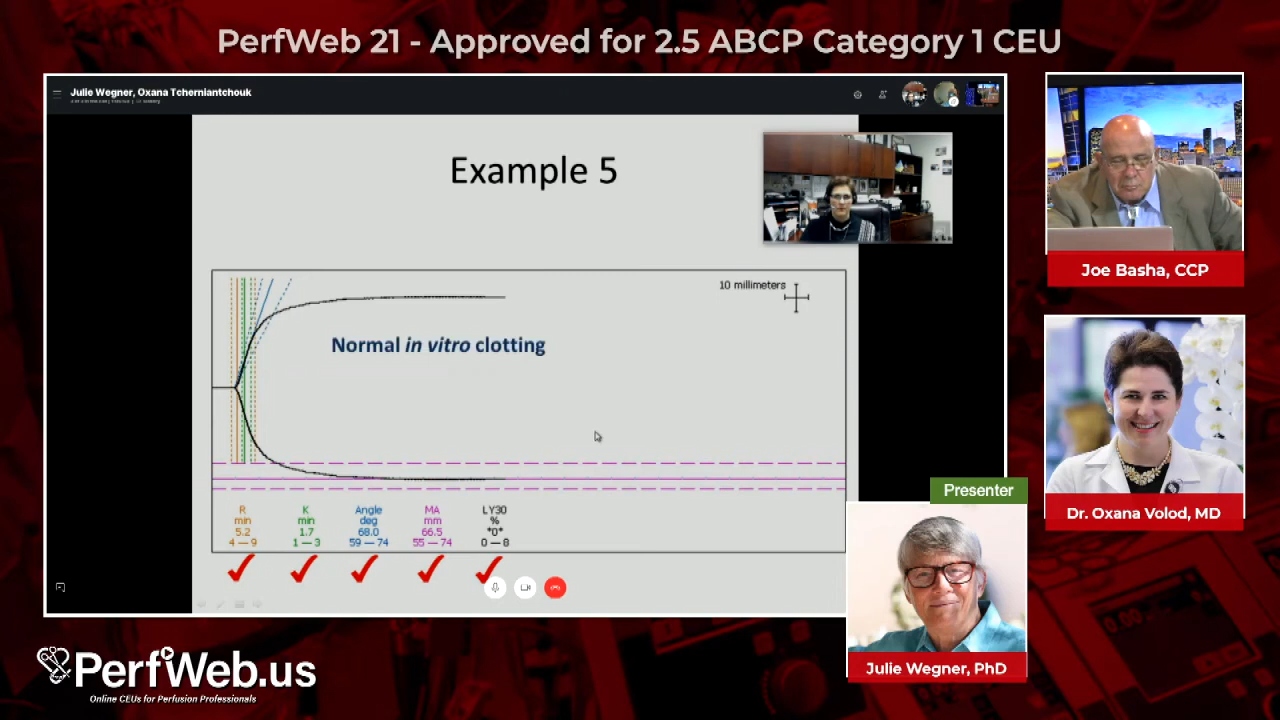 PerfWeb 21 - Approved for 2.5 ABCP Category 1 CEU
Julie Wegner, Oxana Tcherniantchouk
Example 5
10 millimeters
Normal in vitro clotting
R K Angle MA LY30
min min deg mm %
5.2 1.7 68.0 66.5 *0*
4 — 9 1 — 3 59 — 74 55 — 74 0 — 8
Joe Basha, CCP
Dr. Oxana Volod, MD
Presenter
Julie Wegner, PhD
PerfWeb.us
Online CEUs for Perfusion Professionals